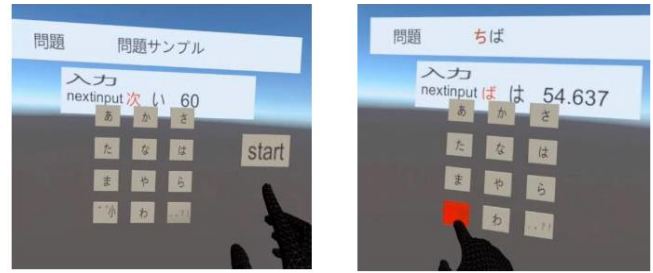 問題 問題サンプル
入力
nextinput 次 い 60
あ か さ
た な は
start
ま や ら
゛゜小 わ 、。?!
問題 ちば
入力
nextinput ば は 54.637
あ か さ
た な は
ま や ら
わ 、。?!